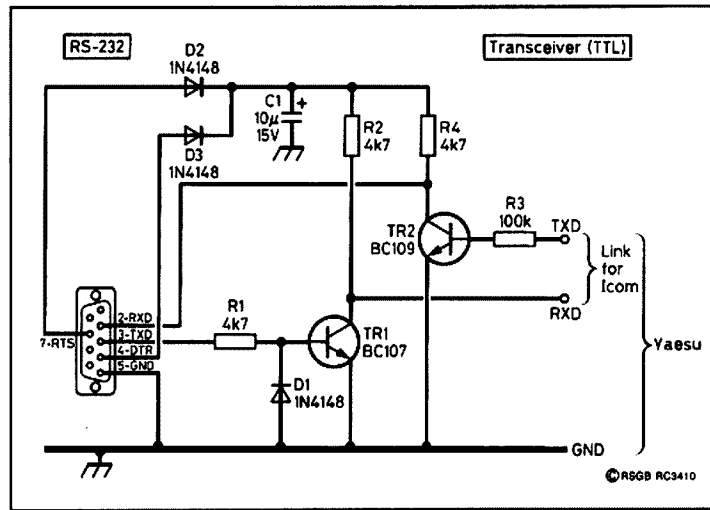 RS-232
D2
1N4148
Transceiver (TTL)
C1
+
10μ
15V
R2
4k7
R4
4k7
D3
1N4148
R3
100k
TXD
TR2
BC109
Link
for
Icom
RXD
Yaesu
2-RXD
3-TXD
7-RTS
4-DTR
5-GND
R1
4k7
TR1
BC107
D1
1N4148
GND
©RSGB RC3410